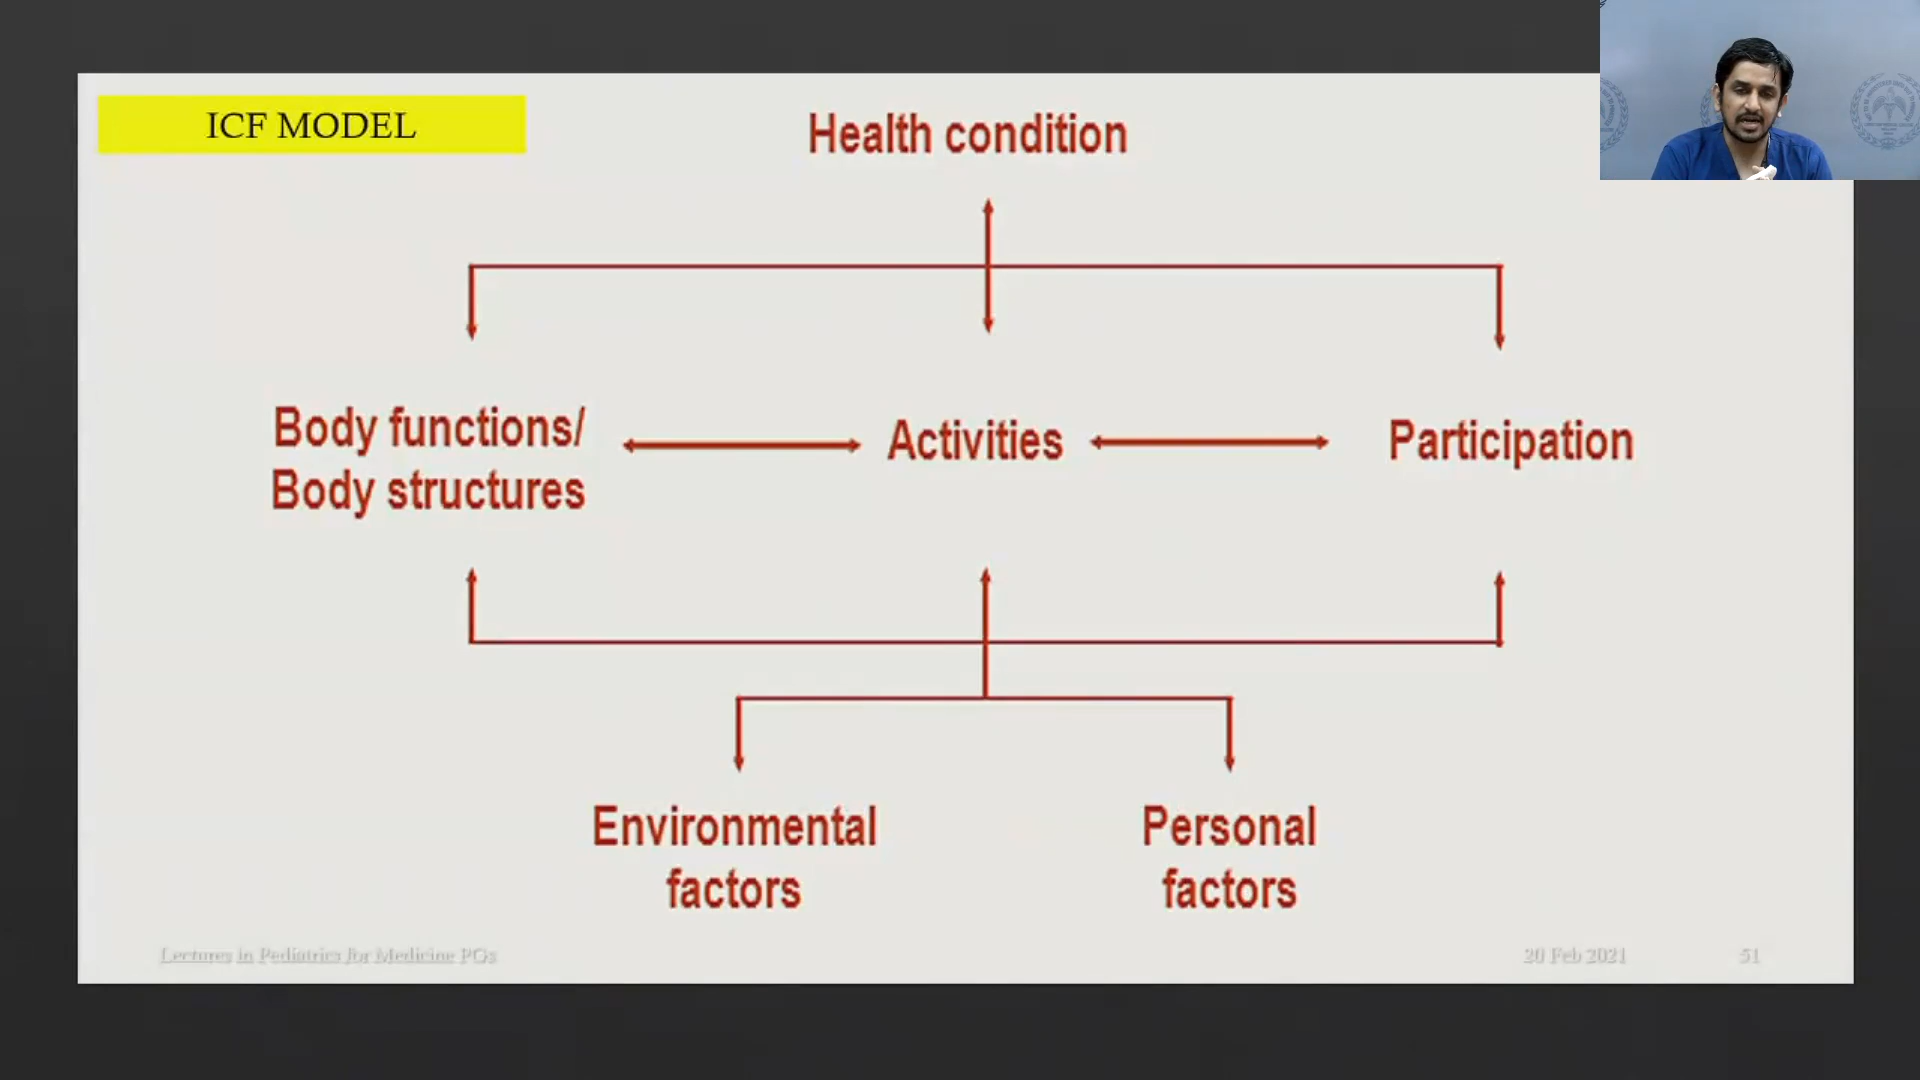 ICF MODEL
Health condition
Body functions/
Body structures
Activities
Participation
Environmental
factors
Personal
factors
Lectures in Pediatrics for Medicine PGs
20 Feb 2021
51